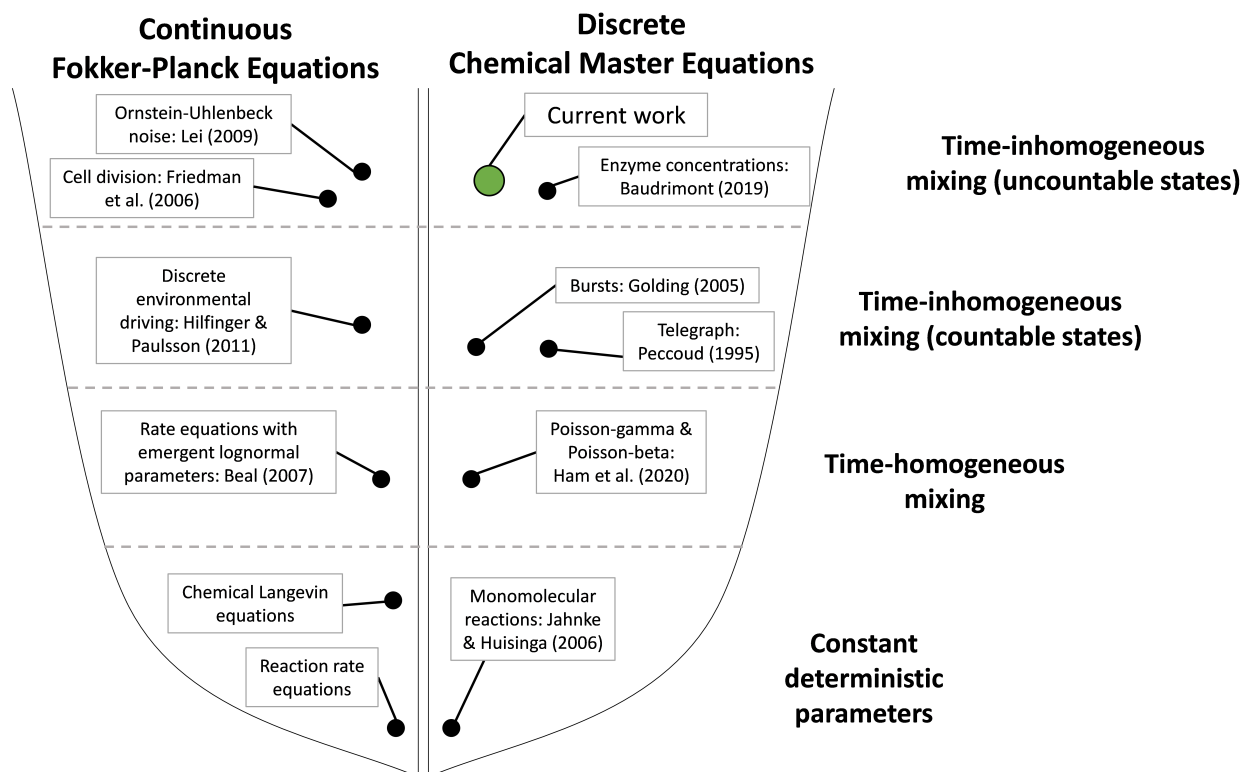 Continuous
Fokker-Planck Equations
Discrete
Chemical Master Equations
Ornstein-Uhlenbeck
noise: Lei (2009)
Cell division: Friedman
et al. (2006)
Current work
Enzyme concentrations:
Baudrimont (2019)
Time-inhomogeneous
mixing (uncountable states)
Discrete
environmental
driving: Hilfinger &
Paulsson (2011)
Bursts: Golding (2005)
Telegraph:
Peccoud (1995)
Time-inhomogeneous
mixing (countable states)
Rate equations with
emergent lognormal
parameters: Beal (2007)
Poisson-gamma &
Poisson-beta:
Ham et al. (2020)
Time-homogeneous
mixing
Chemical Langevin
equations
Reaction rate
equations
Monomolecular
reactions: Jahnke
& Huisinga (2006)
Constant
deterministic
parameters